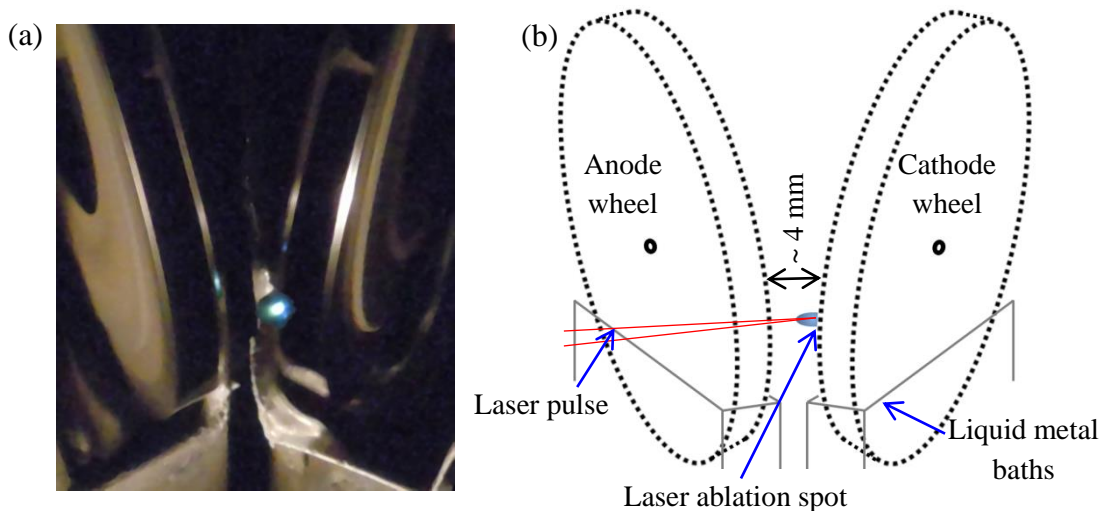 (a)
(b)
Anode
wheel
Cathode
wheel
~ 4 mm
Laser pulse
Laser ablation spot
Liquid metal
baths